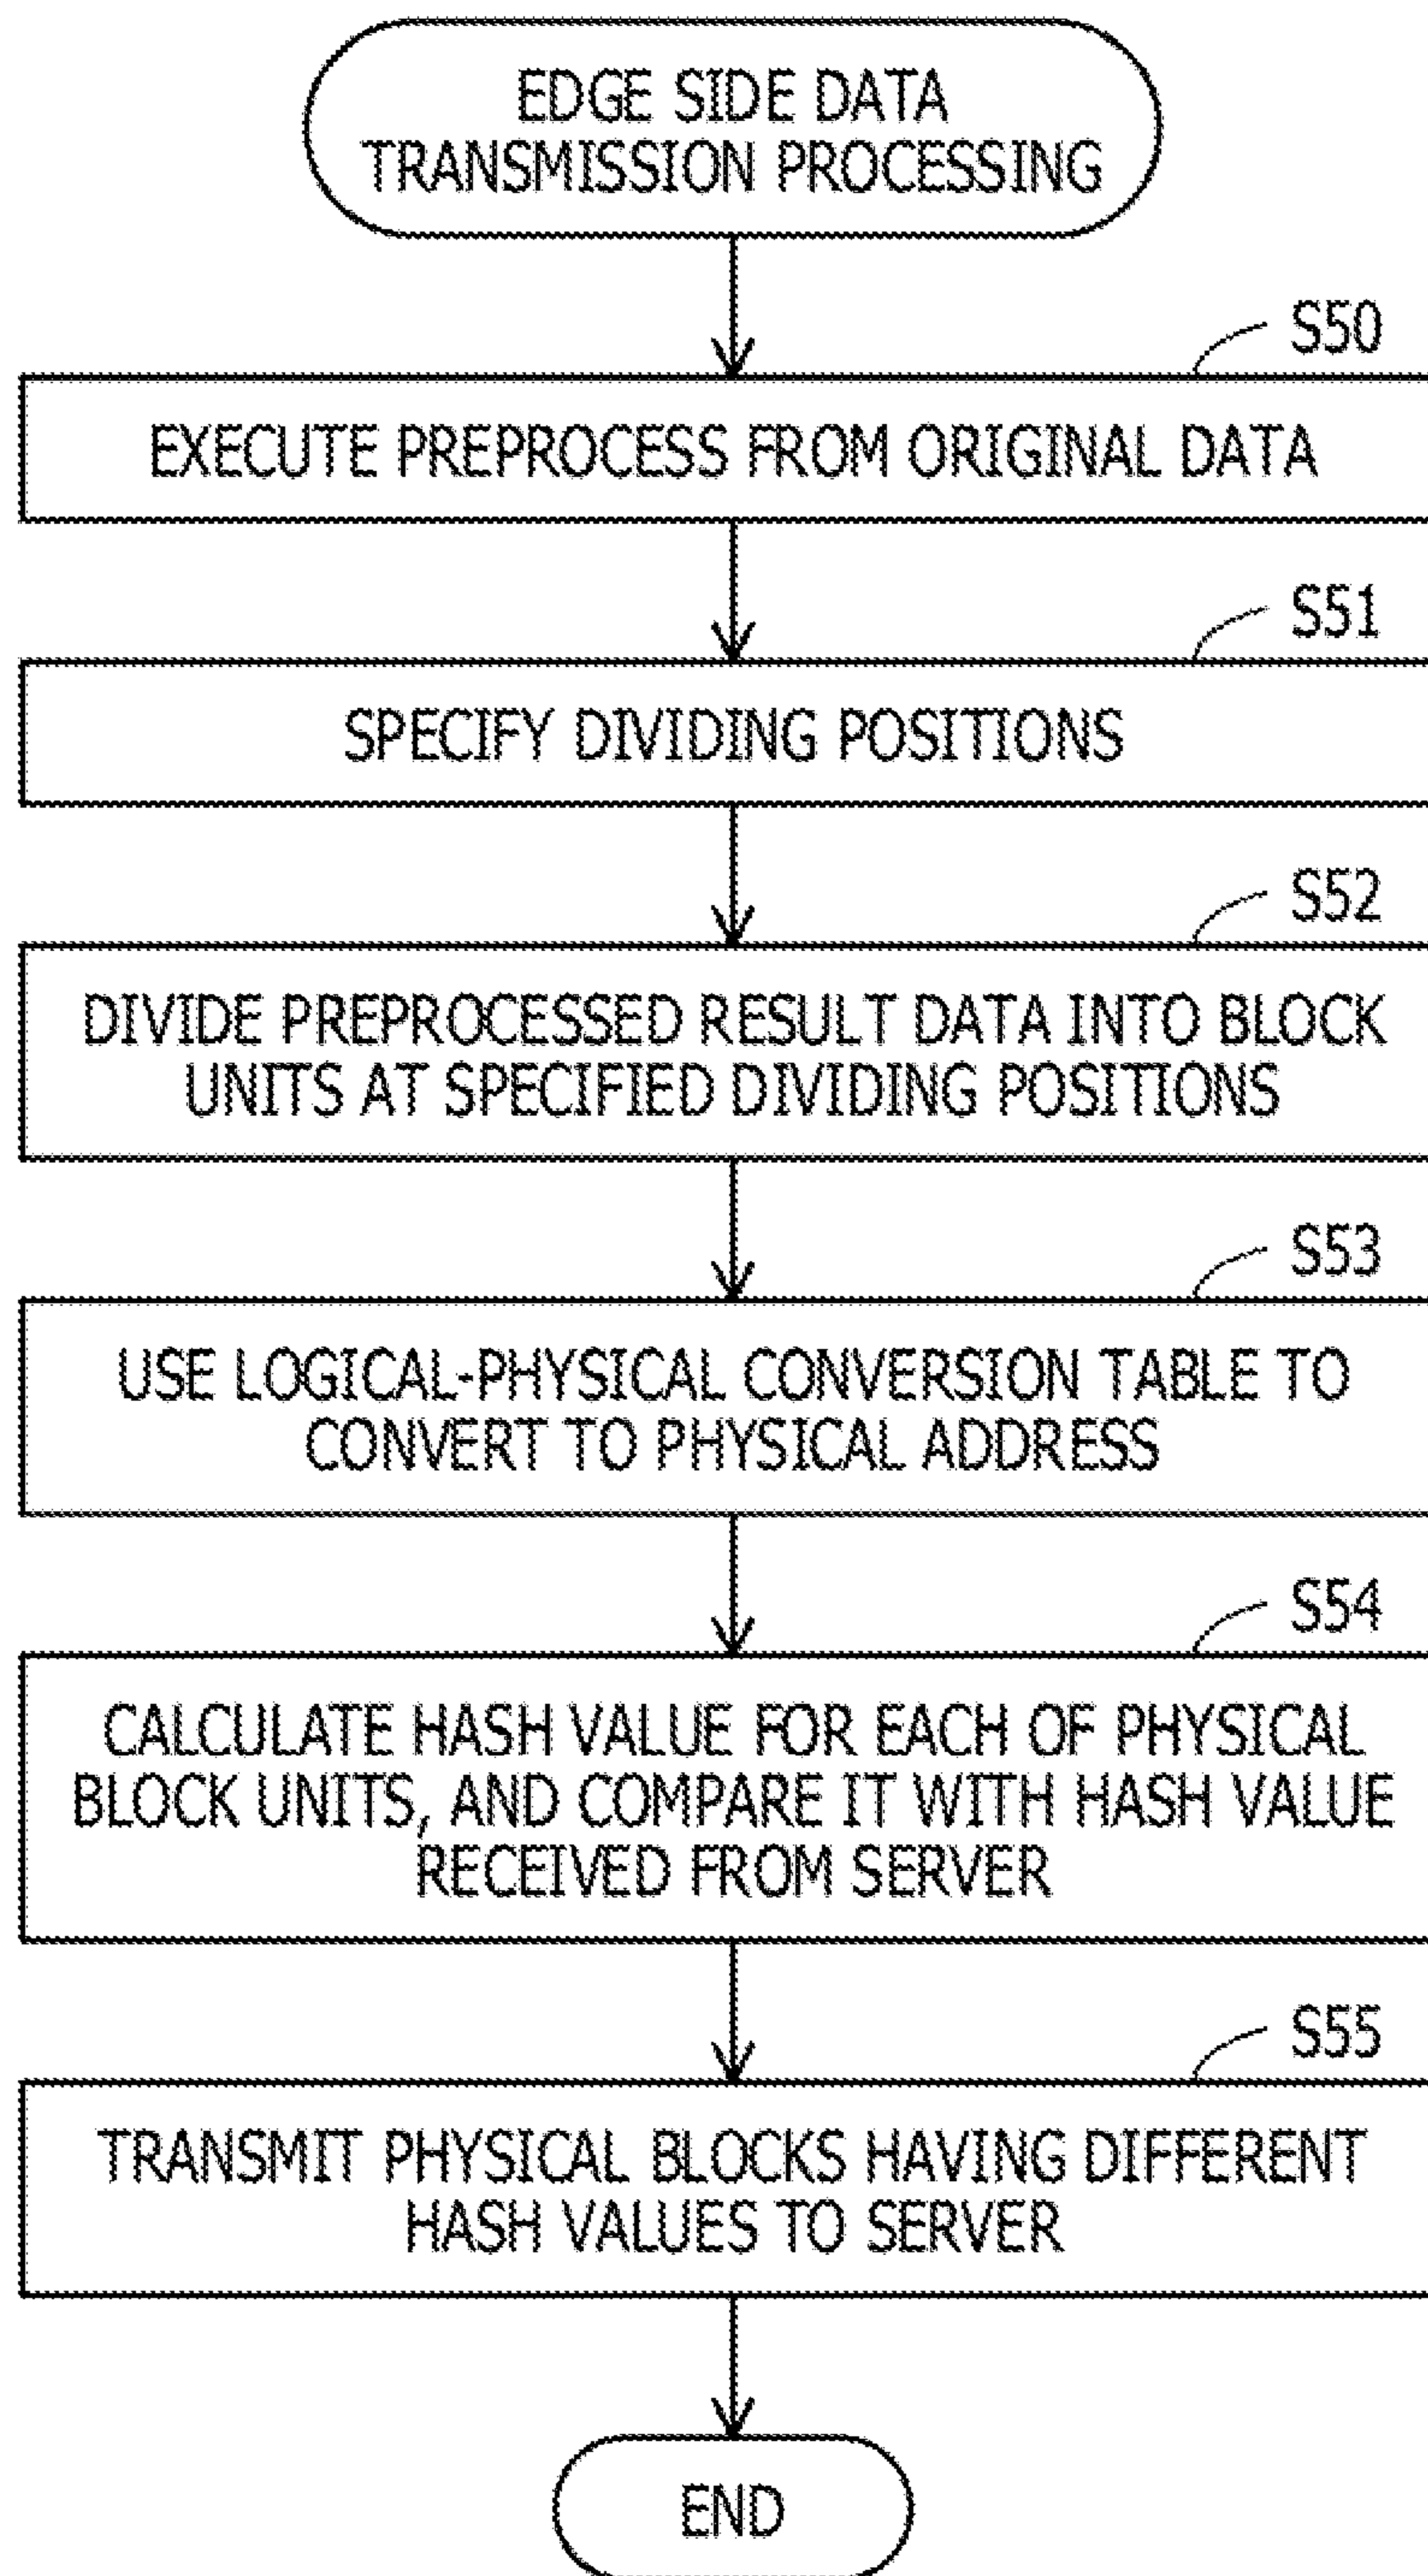 EDGE SIDE DATA
TRANSMISSION PROCESSING
S50
EXECUTE PREPROCESS FROM ORIGINAL DATA
S51
SPECIFY DIVIDING POSITIONS
S52
DIVIDE PREPROCESSED RESULT DATA INTO BLOCK
UNITS AT SPECIFIED DIVIDING POSITIONS
S53
USE LOGICAL-PHYSICAL CONVERSION TABLE TO
CONVERT TO PHYSICAL ADDRESS
S54
CALCULATE HASH VALUE FOR EACH OF PHYSICAL
BLOCK UNITS, AND COMPARE IT WITH HASH VALUE
RECEIVED FROM SERVER
S55
TRANSMIT PHYSICAL BLOCKS HAVING DIFFERENT
HASH VALUES TO SERVER
END